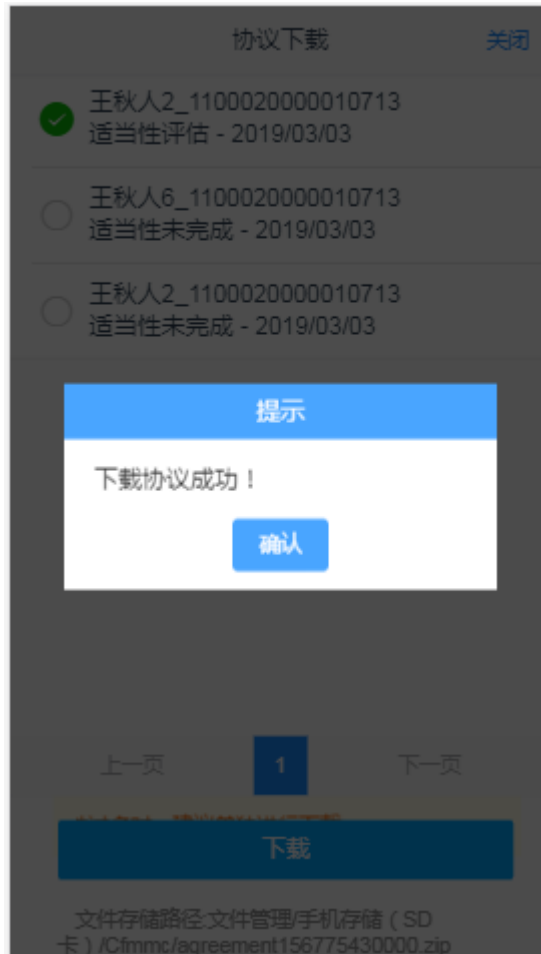 协议下载
关闭
王秋人2_1100020000010713
适当性评估 - 2019/03/03
王秋人6_1100020000010713
适当性未完成 - 2019/03/03
王秋人2_1100020000010713
适当性未完成 - 2019/03/03
提示
下载协议成功！
确认
上一页
1
下一页
下载
文件存储路径:文件管理/手机存储（SD
卡）/Cfmmc/agreement156775430000.zip